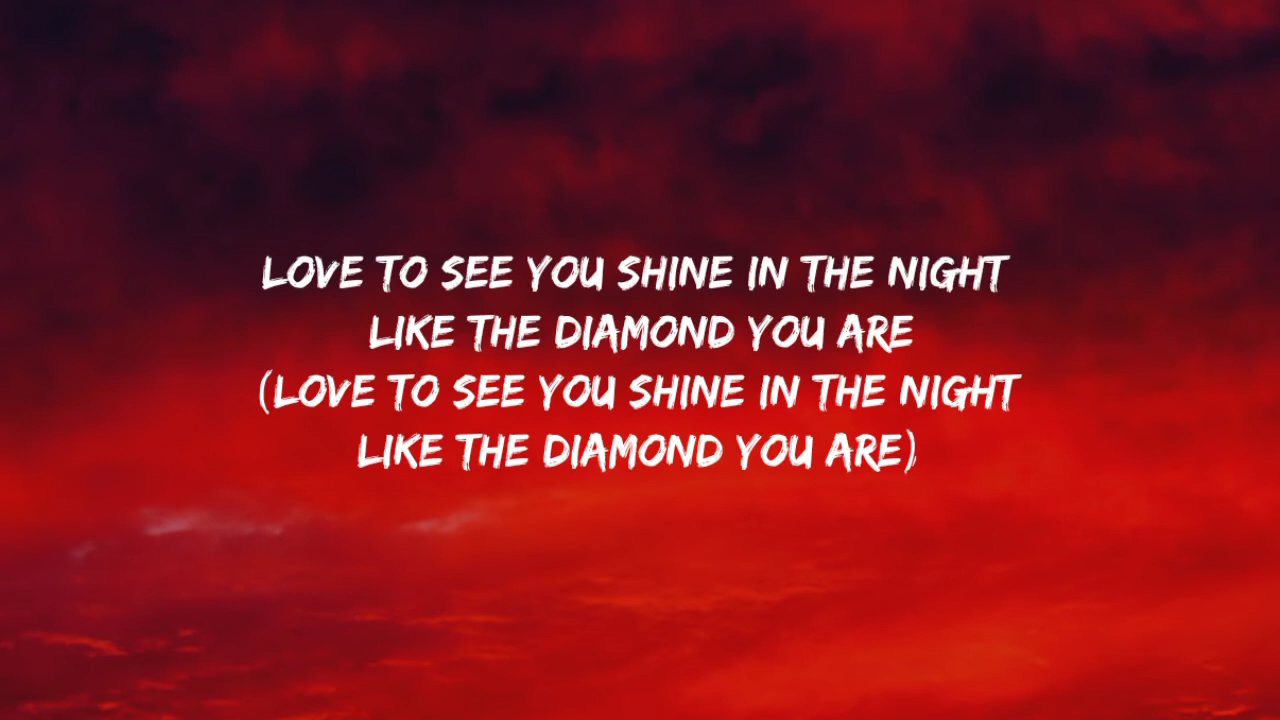 LOVE TO SEE YOU SHINE IN THE NIGHT
LIKE THE DIAMOND YOU ARE
(LOVE TO SEE YOU SHINE IN THE NIGHT
LIKE THE DIAMOND YOU ARE)